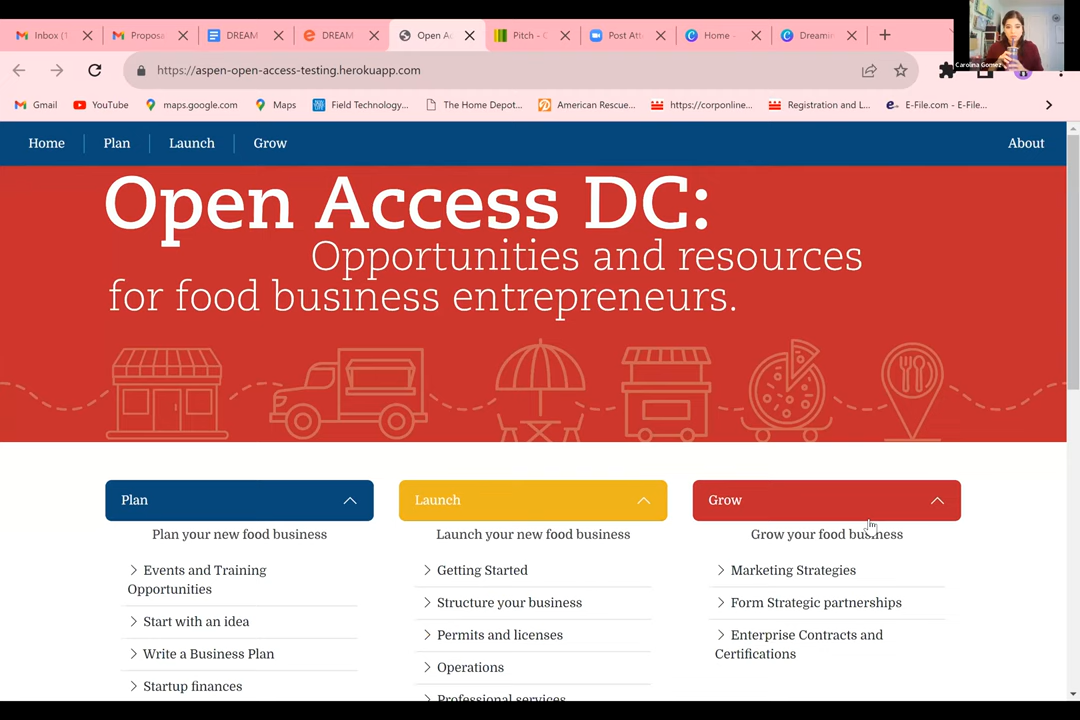 Inbox (1
Proposa
DREAM
DREAM
Open Ac
Pitch - C
Post Att
Home -
Dreamin
Carolina Gomez
https://aspen-open-access-testing.herokuapp.com
Gmail
YouTube
maps.google.com
Maps
Field Technology...
The Home Depot...
American Rescue...
https://corponline...
Registration and L...
E-File.com - E-File...
Home
Plan
Launch
Grow
About
Open Access DC:
Opportunities and resources
for food business entrepreneurs.
Plan
Plan your new food business
Events and Training
Opportunities
Start with an idea
Write a Business Plan
Startup finances
Launch
Launch your new food business
Getting Started
Structure your business
Permits and licenses
Operations
Professional services
Grow
Grow your food business
Marketing Strategies
Form Strategic partnerships
Enterprise Contracts and
Certifications